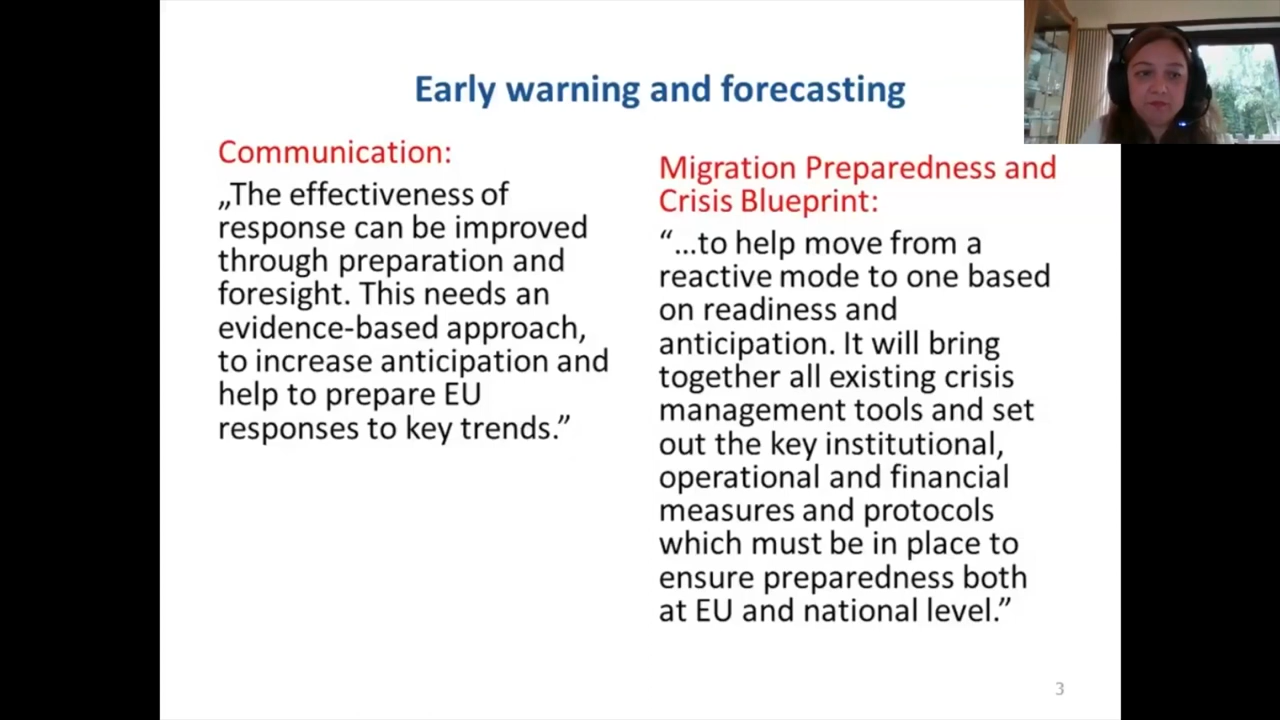 Early warning and forecasting
Communication:
„The effectiveness of
response can be improved
through preparation and
foresight. This needs an
evidence-based approach,
to increase anticipation and
help to prepare EU
responses to key trends.”
Migration Preparedness and
Crisis Blueprint:
“…to help move from a
reactive mode to one based
on readiness and
anticipation. It will bring
together all existing crisis
management tools and set
out the key institutional,
operational and financial
measures and protocols
which must be in place to
ensure preparedness both
at EU and national level.”
3